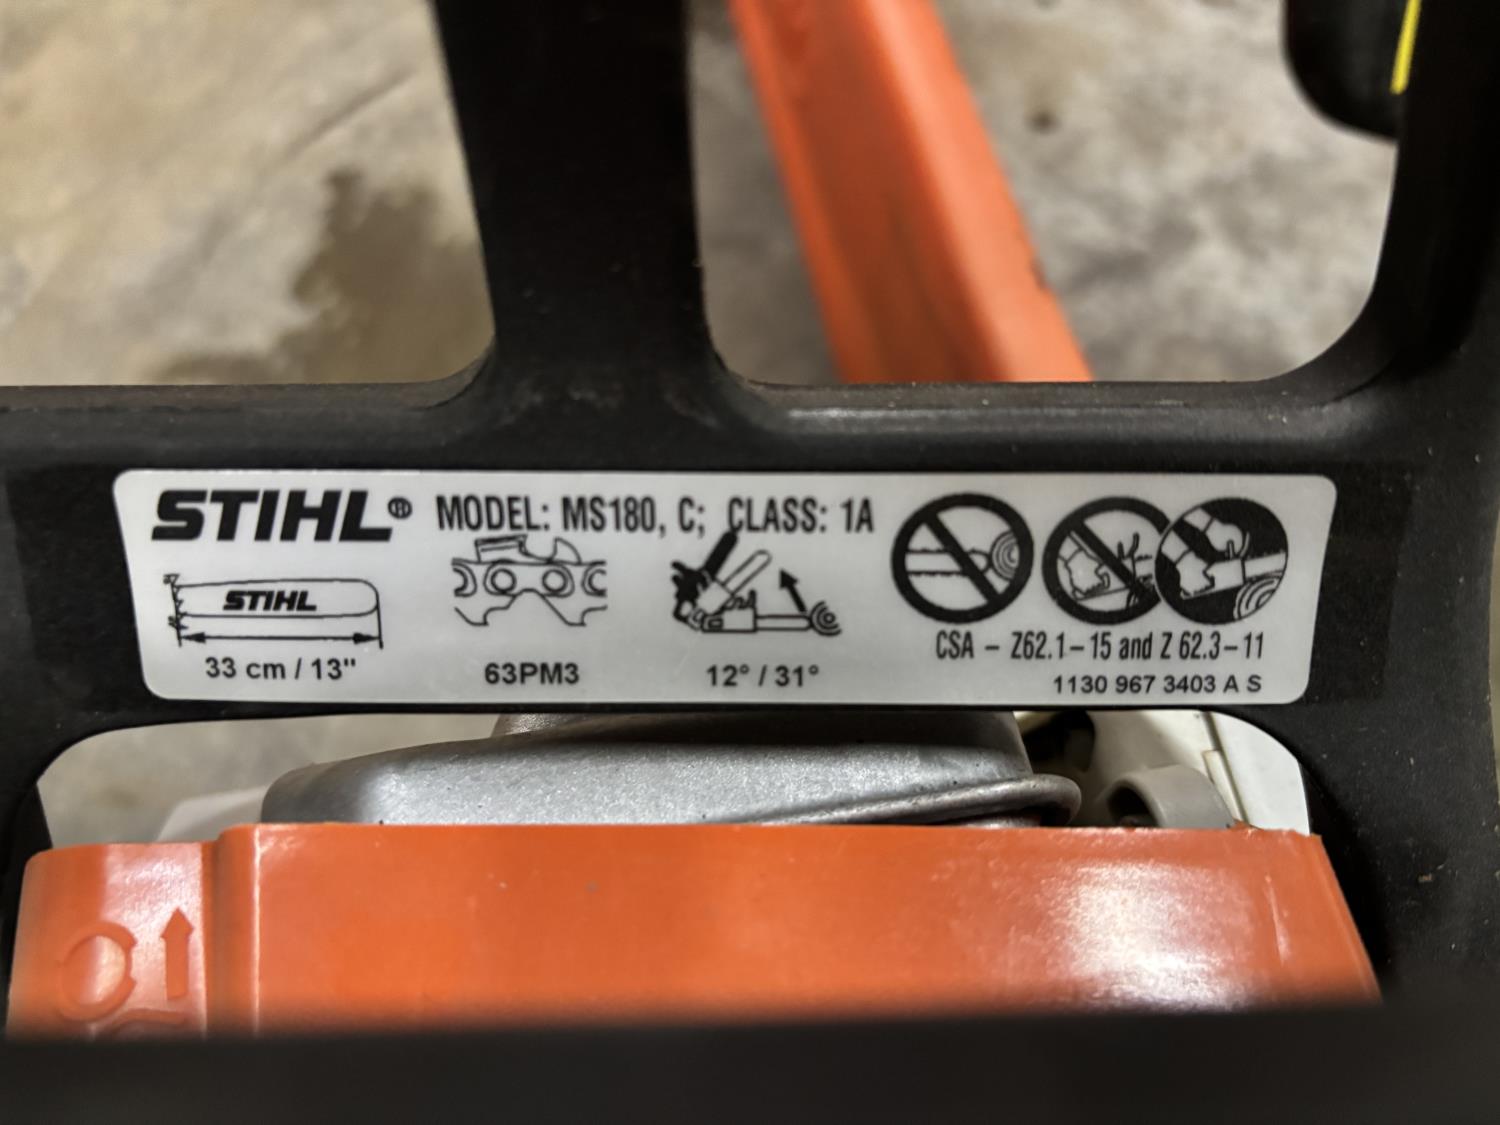 STIHL® MODEL: MS180, C; CLASS: 1A
STIHL
33 cm / 13"
63PM3
12° / 31°
CSA – Z62.1–15 and Z 62.3–11
1130 967 3403 A S